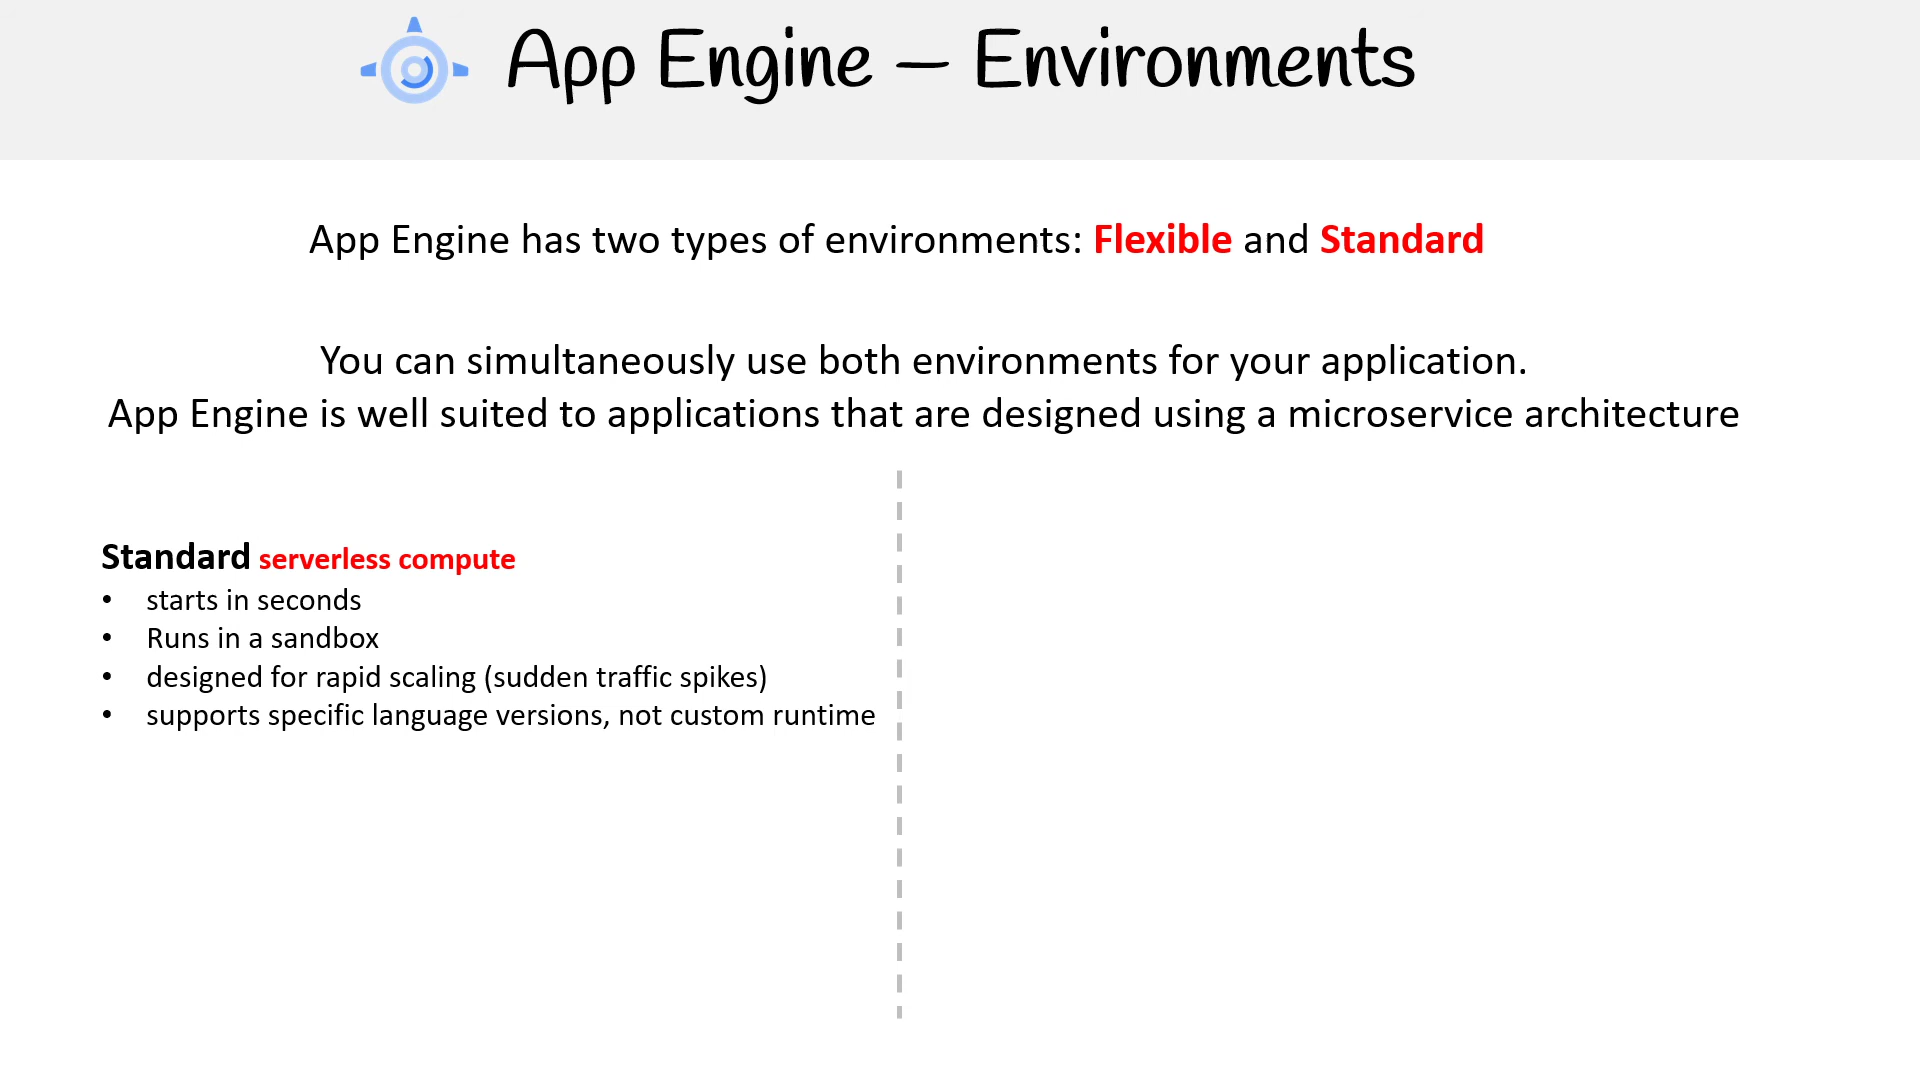 App Engine – Environments
App Engine has two types of environments: Flexible and Standard
You can simultaneously use both environments for your application.
App Engine is well suited to applications that are designed using a microservice architecture
Standard serverless compute
• starts in seconds
• Runs in a sandbox
• designed for rapid scaling (sudden traffic spikes)
• supports specific language versions, not custom runtime